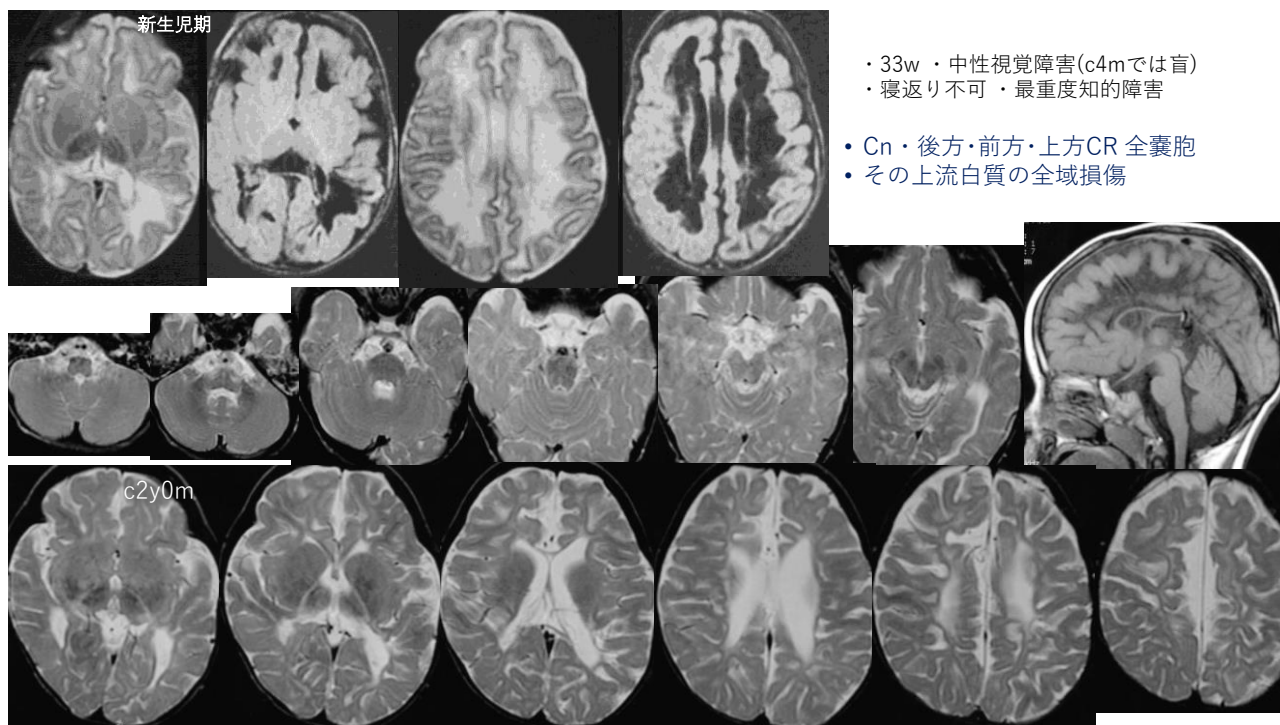 新生児期
・33w ・中性視覚障害(c4mでは盲)
・寝返り不可 ・最重度知的障害
• Cn・後方･前方･上方CR 全嚢胞
• その上流白質の全域損傷
c2y0m